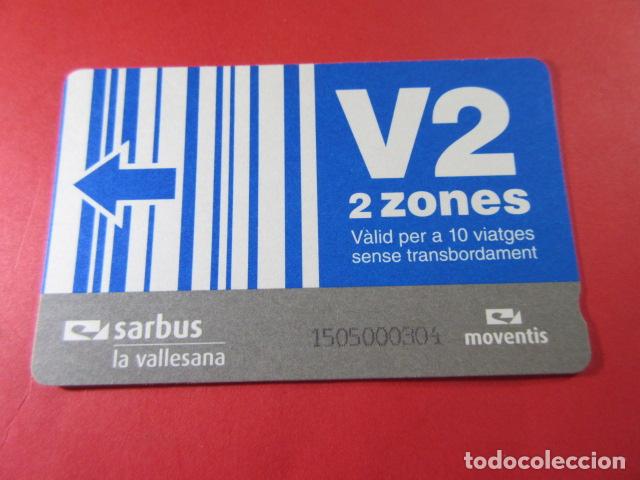 V2
2 zones
Vàlid per a 10 viatges
sense transbordament
sarbus
la vallesana
1505000304
moventis
todocoleccion